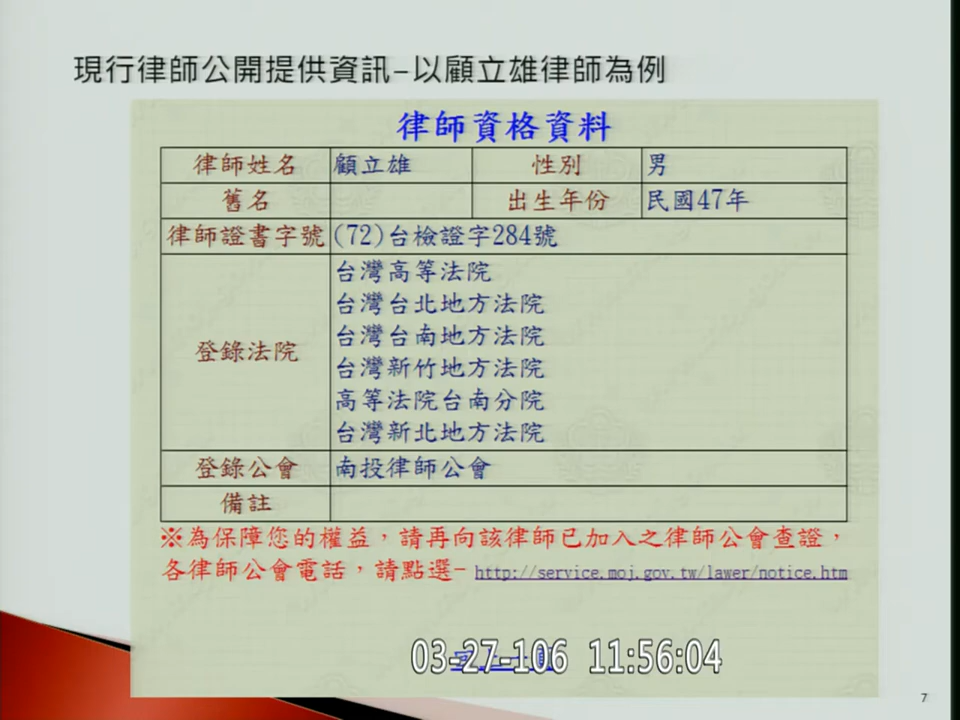 現行律師公開提供資訊-以顧立雄律師為例
律師資格資料
律師姓名 顧立雄 性別 男
舊名 出生年份 民國47年
律師證書字號 (72)台檢證字284號
登錄法院
台灣高等法院
台灣台北地方法院
台灣台南地方法院
台灣新竹地方法院
高等法院台南分院
台灣新北地方法院
登錄公會 南投律師公會
備註
※為保障您的權益，請再向該律師已加入之律師公會查證，
各律師公會電話，請點選- http://service.moj.gov.tw/lawer/notice.htm
03-27-106 11:56:04
7